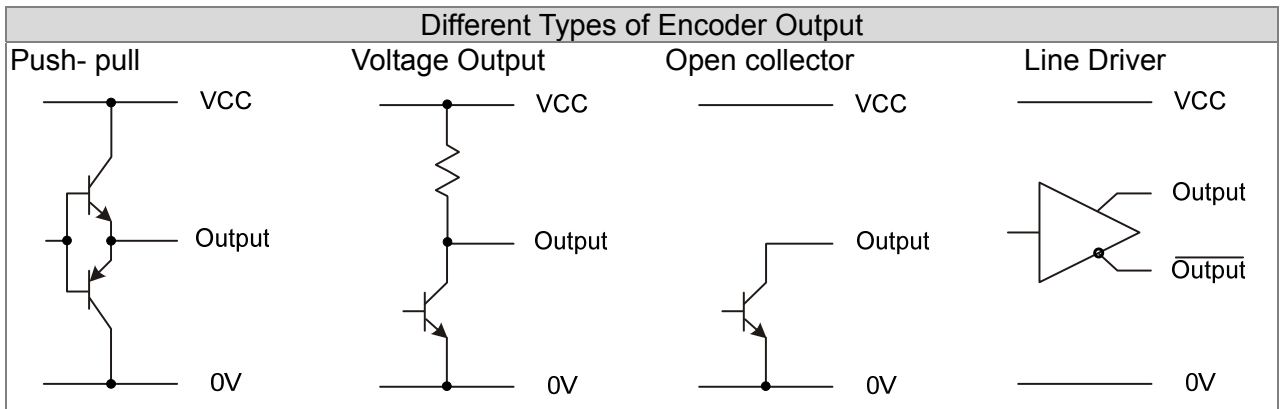 Different Types of Encoder Output
Push- pull
Voltage Output
Open collector
Line Driver
VCC
Output
0V
VCC
Output
0V
VCC
Output
0V
VCC
Output
Output
0V